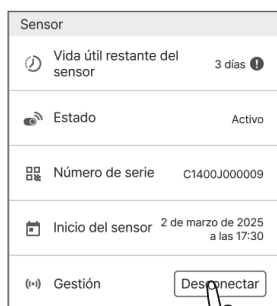 Sensor
Vida útil restante del
sensor
3 días
Estado
Activo
Número de serie
C1400J000009
Inicio del sensor
2 de marzo de 2025
a las 17:30
Gestión
Desconectar